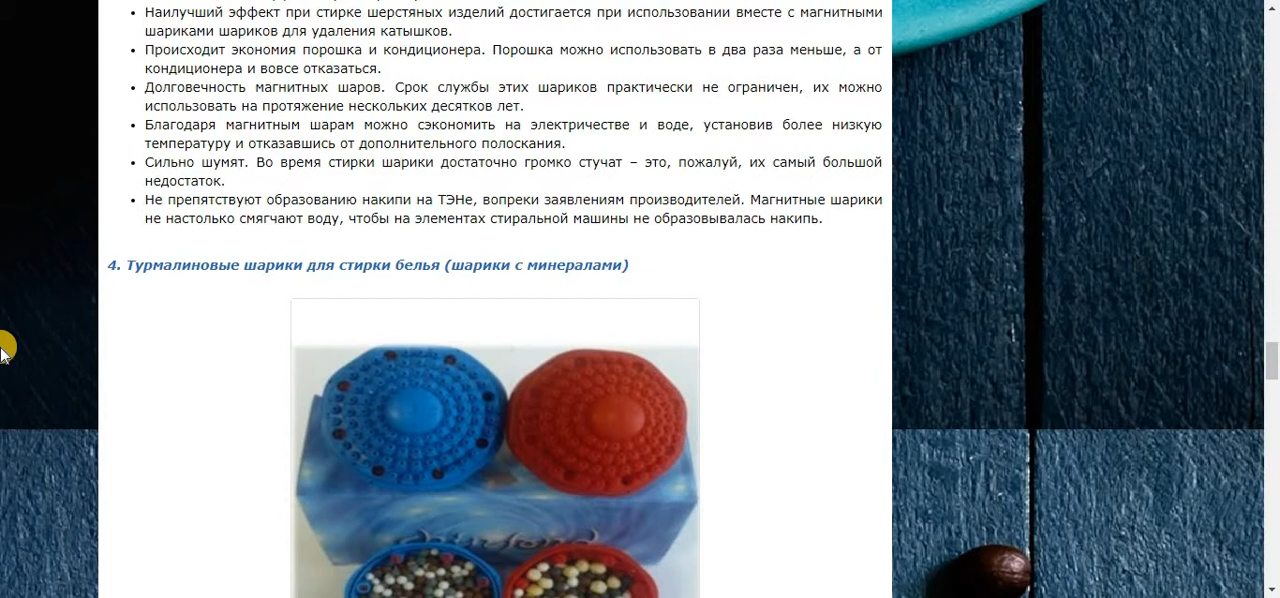 Наилучший эффект при стирке шерстяных изделий достигается при использовании вместе с магнитными
шариками шариков для удаления катышков.
Происходит экономия порошка и кондиционера. Порошка можно использовать в два раза меньше, а от
кондиционера и вовсе отказаться.
Долговечность магнитных шаров. Срок службы этих шариков практически не ограничен, их можно
использовать на протяжение нескольких десятков лет.
Благодаря магнитным шарам можно сэкономить на электричестве и воде, установив более низкую
температуру и отказавшись от дополнительного полоскания.
Сильно шумят. Во время стирки шарики достаточно громко стучат – это, пожалуй, их самый большой
недостаток.
Не препятствуют образованию накипи на ТЭНе, вопреки заявлениям производителей. Магнитные шарики
не настолько смягчают воду, чтобы на элементах стиральной машины не образовывалась накипь.
4. Турмалиновые шарики для стирки белья (шарики с минералами)